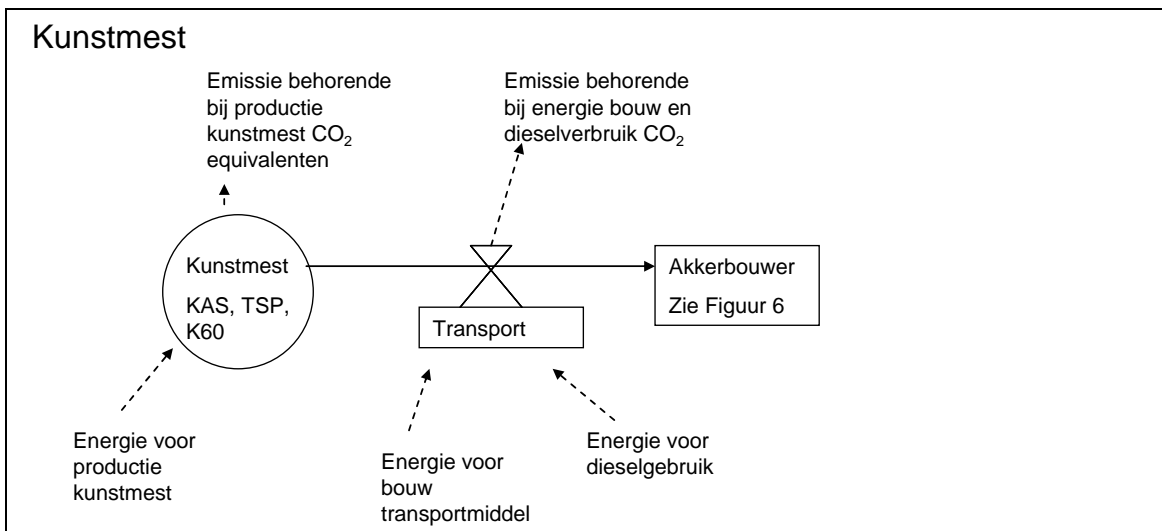 Kunstmest
Emissie behorende
bij productie
kunstmest CO₂
equivalenten
Emissie behorende
bij energie bouw en
dieselverbruik CO₂
Kunstmest
KAS, TSP,
K60
Transport
Akkerbouwer
Zie Figuur 6
Energie voor
productie
kunstmest
Energie voor
bouw
transportmiddel
Energie voor
dieselgebruik